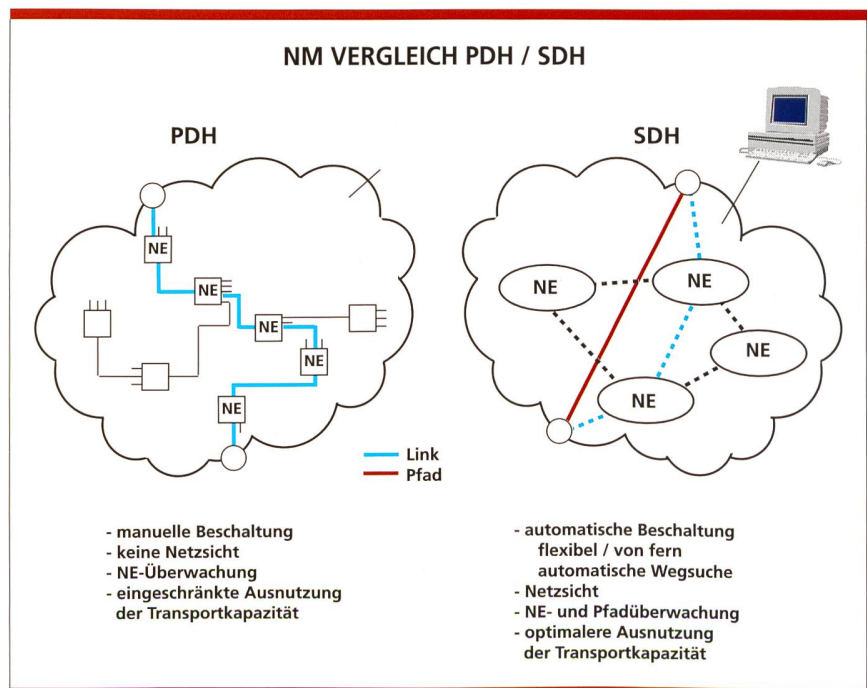 NM VERGLEICH PDH / SDH
PDH
SDH
NE
NE
NE
NE
NE
NE
NE
NE
NE
Link
Pfad
- manuelle Beschaltung
- keine Netzsicht
- NE-Überwachung
- eingeschränkte Ausnutzung
der Transportkapazität
- automatische Beschaltung
flexibel / von fern
automatische Wegsuche
- Netzsicht
- NE- und Pfadüberwachung
- optimalere Ausnutzung
der Transportkapazität